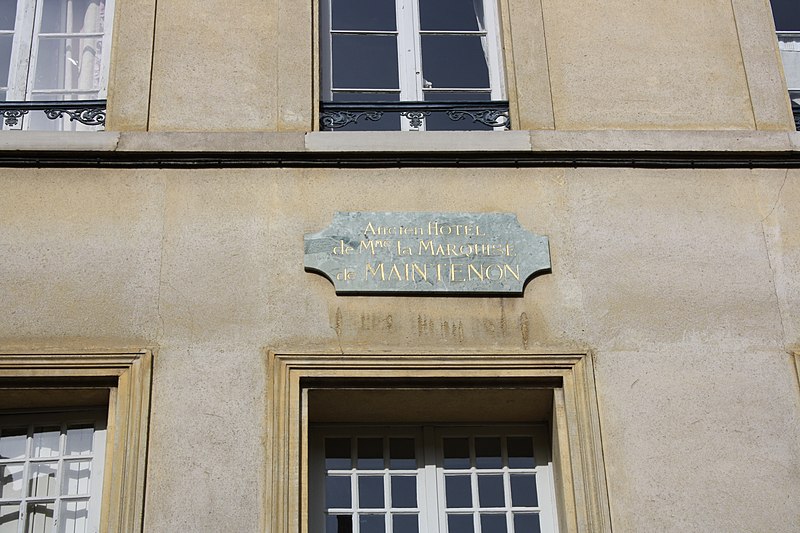 Ancien HOTEL
de Mme la MARQUISE
de MAINTENON